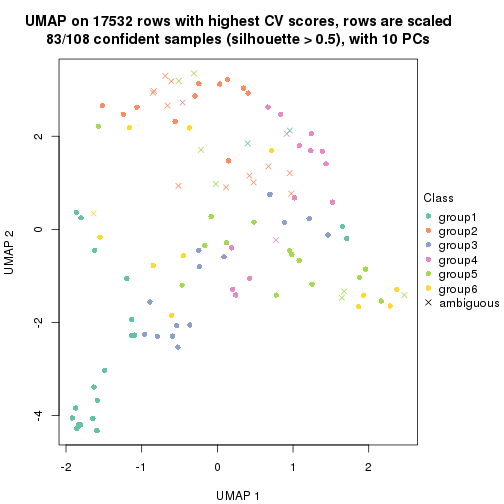 UMAP on 17532 rows with highest CV scores, rows are scaled
83/108 confident samples (silhouette > 0.5), with 10 PCs
2
0
-2
-4
UMAP 2
-2
-1
0
1
2
UMAP 1
Class
group1
group2
group3
group4
group5
group6
ambiguous